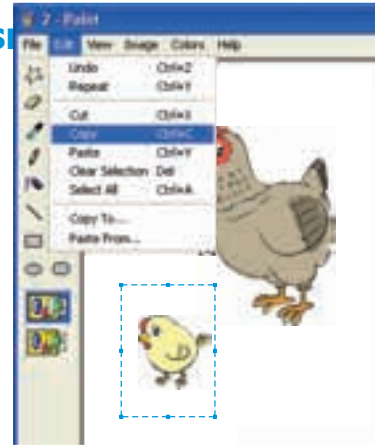 2 - Paint
File Edit View Image Colors Help
Undo Ctrl+Z
Repeat Ctrl+Y
Cut Ctrl+X
Copy Ctrl+C
Paste Ctrl+V
Clear Selection Del
Select All Ctrl+A
Copy To...
Paste From...